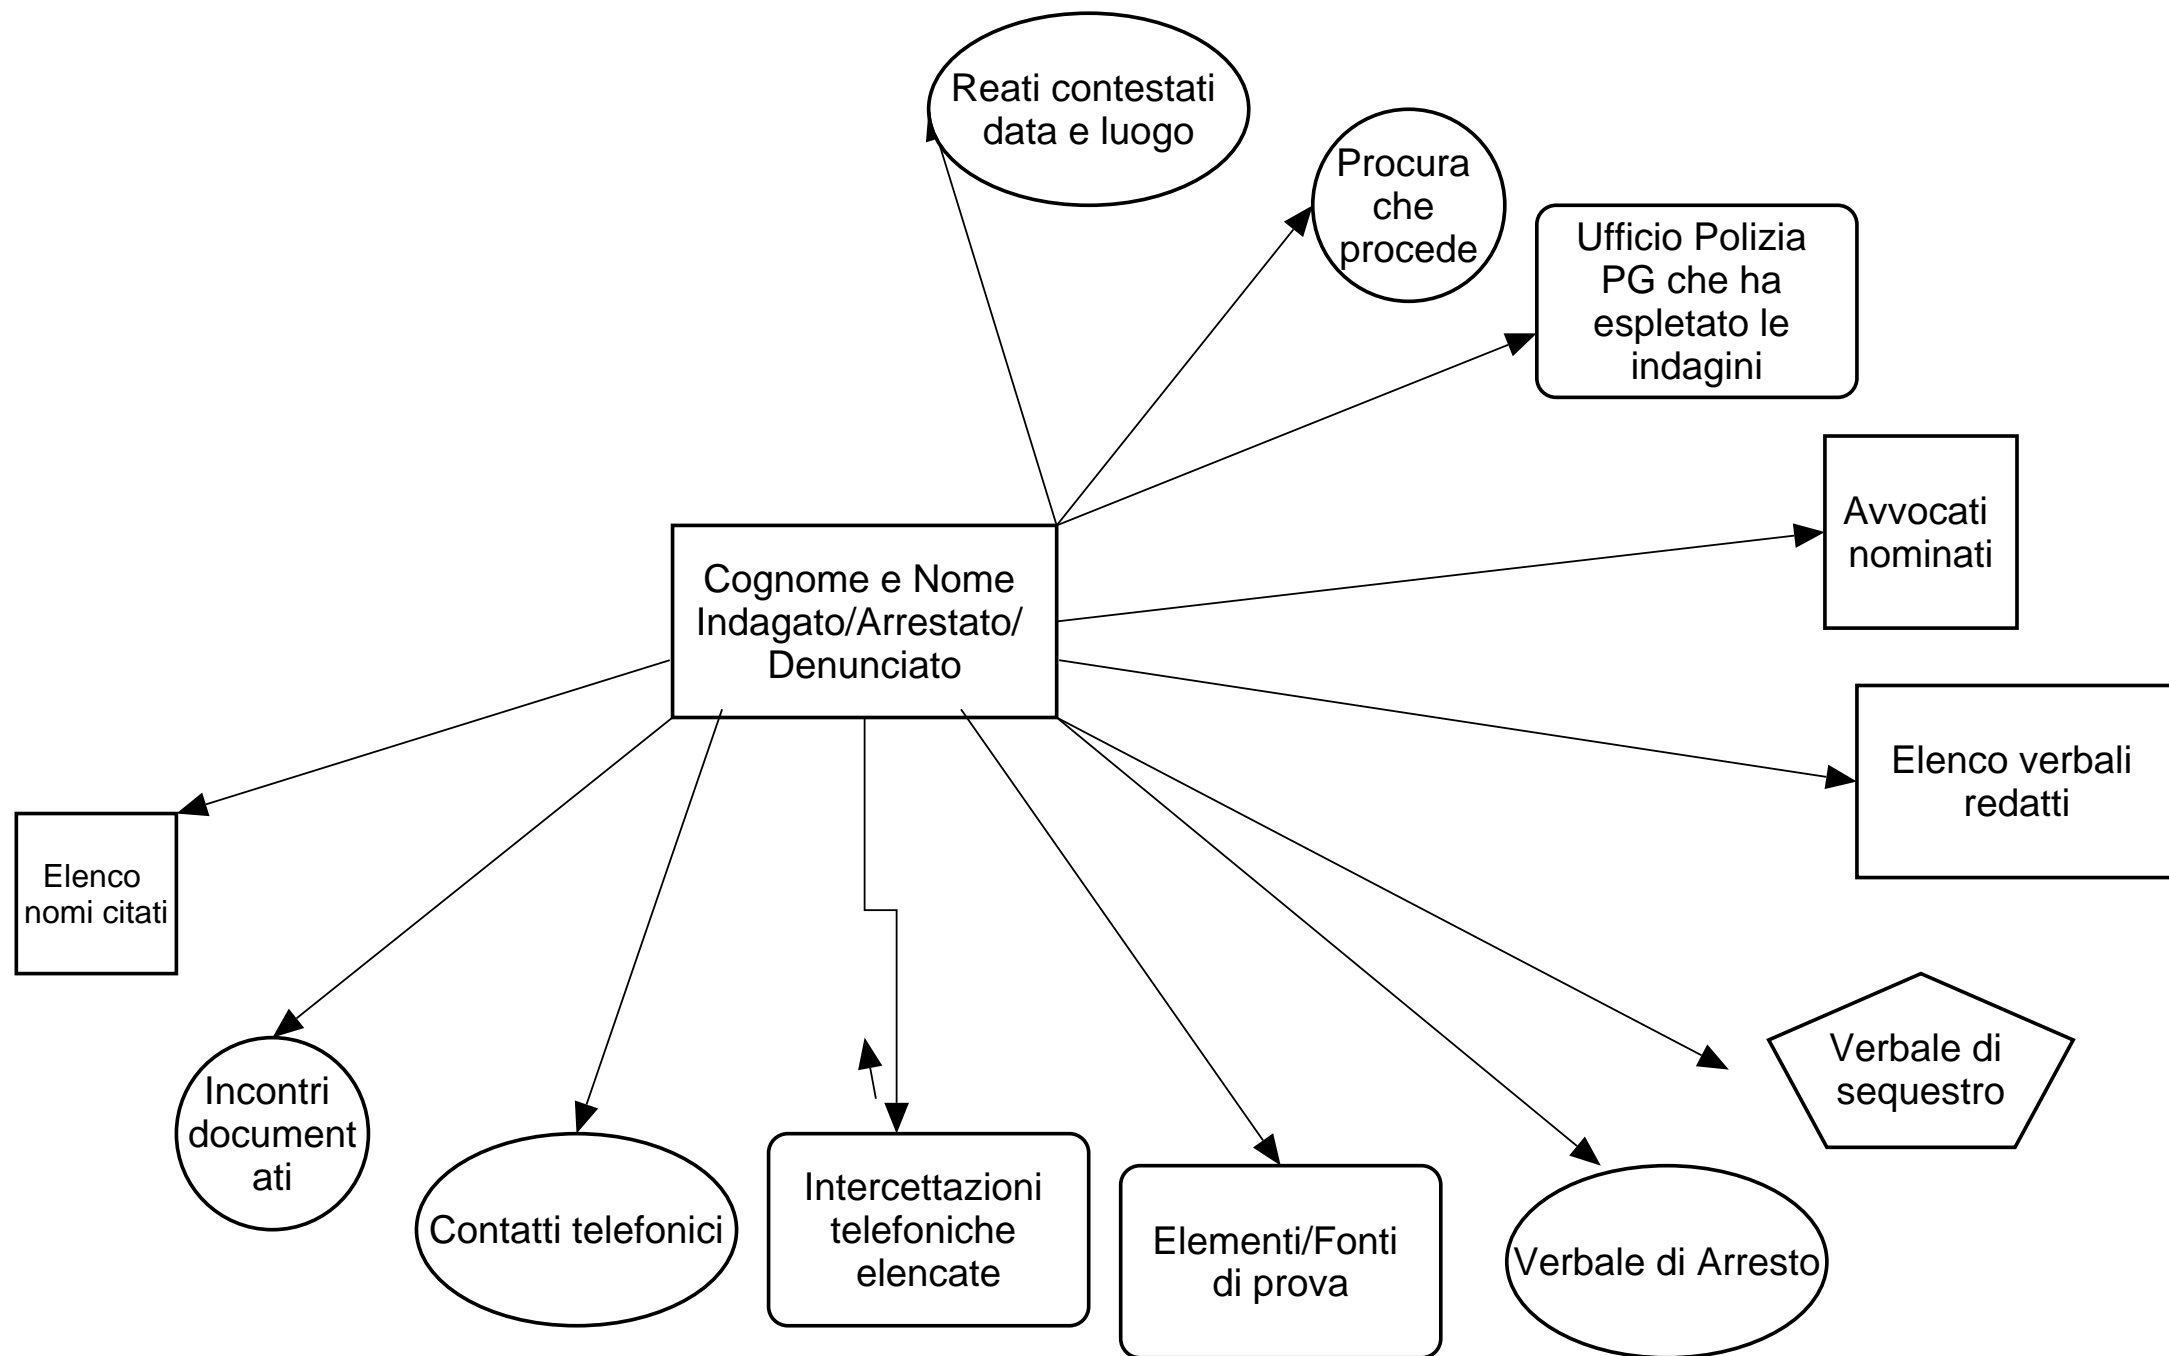 Reati contestati
data e luogo
Procura
che
procede
Ufficio Polizia
PG che ha
espletato le
indagini
Avvocati
nominati
Cognome e Nome
Indagato/Arrestato/
Denunciato
Elenco verbali
redatti
Elenco
nomi citati
Verbale di
sequestro
Incontri
document
ati
Contatti telefonici
Intercettazioni
telefoniche
elencate
Elementi/Fonti
di prova
Verbale di Arresto